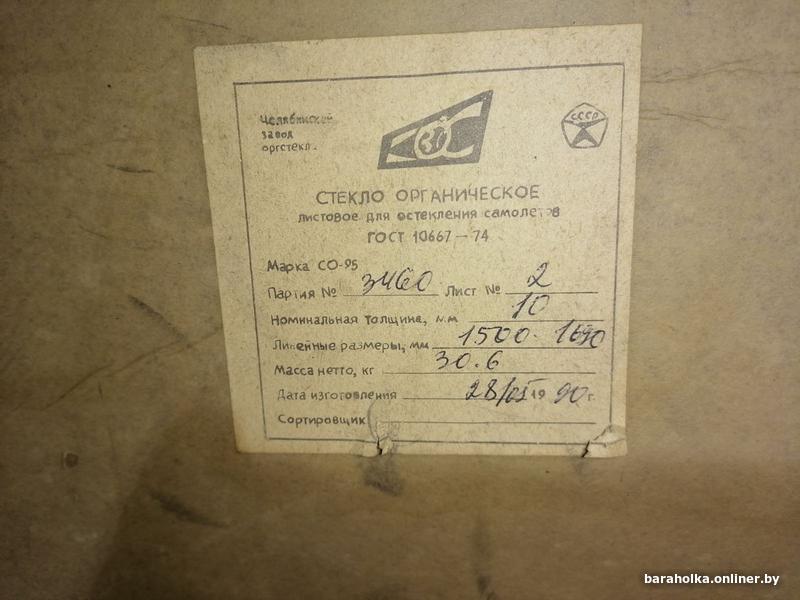 Челябинский
завод
оргстекл.
СССР
СТЕКЛО ОРГАНИЧЕСКОЕ
листовое для остекления самолетов
ГОСТ 10667-74
Марка СО-95
Партия № 3460 Лист № 2
Номинальная толщина, мм 10
Линейные размеры, мм 1500 · 1690
Масса нетто, кг 30.6
Дата изготовления 28/ 19 90 г.
Сортировщик
baraholka.onliner.by